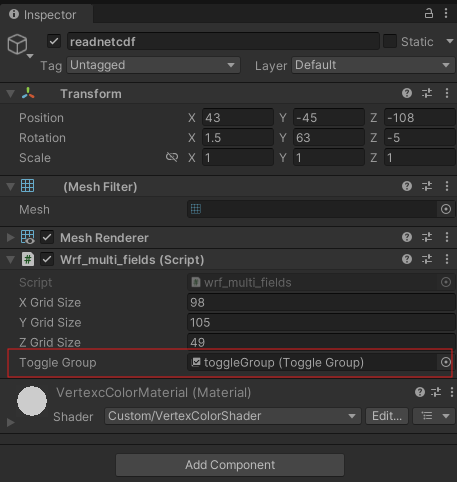 Inspector
readnetcdf Static
Tag Untagged Layer Default
Transform
Position X 43 Y -45 Z -108
Rotation X 1.5 Y 63 Z -5
Scale X 1 Y 1 Z 1
(Mesh Filter)
Mesh
Mesh Renderer
Wrf_multi_fields (Script)
Script wrf_multi_fields
X Grid Size 98
Y Grid Size 105
Z Grid Size 49
Toggle Group toggleGroup (Toggle Group)
VertexcColorMaterial (Material)
Shader Custom/VertexColorShader Edit...
Add Component